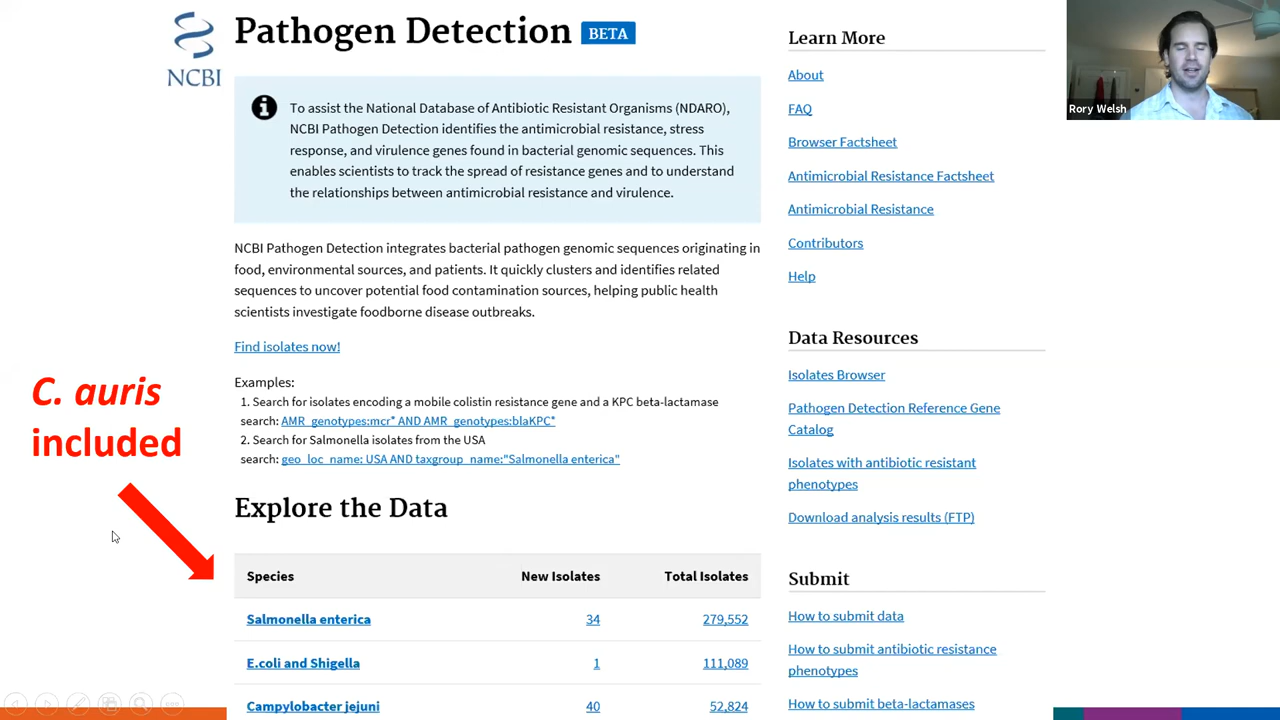 NCBI
Pathogen Detection BETA
To assist the National Database of Antibiotic Resistant Organisms (NDARO),
NCBI Pathogen Detection identifies the antimicrobial resistance, stress
response, and virulence genes found in bacterial genomic sequences. This
enables scientists to track the spread of resistance genes and to understand
the relationships between antimicrobial resistance and virulence.
NCBI Pathogen Detection integrates bacterial pathogen genomic sequences originating in
food, environmental sources, and patients. It quickly clusters and identifies related
sequences to uncover potential food contamination sources, helping public health
scientists investigate foodborne disease outbreaks.
Find isolates now!
Examples:
1. Search for isolates encoding a mobile colistin resistance gene and a KPC beta-lactamase
search: AMR_genotypes:mcr* AND AMR_genotypes:blaKPC*
2. Search for Salmonella isolates from the USA
search: geo_loc_name: USA AND taxgroup_name:"Salmonella enterica"
C. auris
included
Explore the Data
Species New Isolates Total Isolates
Salmonella enterica 34 279,552
E.coli and Shigella 1 111,089
Campylobacter jejuni 40 52,824
Learn More
About
FAQ
Browser Factsheet
Antimicrobial Resistance Factsheet
Antimicrobial Resistance
Contributors
Help
Data Resources
Isolates Browser
Pathogen Detection Reference Gene
Catalog
Isolates with antibiotic resistant
phenotypes
Download analysis results (FTP)
Submit
How to submit data
How to submit antibiotic resistance
phenotypes
How to submit beta-lactamases
Rory Welsh